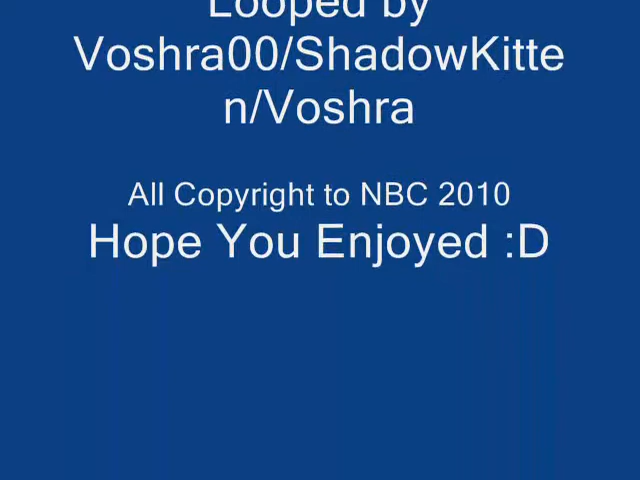 Looped by
Voshra00/ShadowKitte
n/Voshra
All Copyright to NBC 2010
Hope You Enjoyed :D